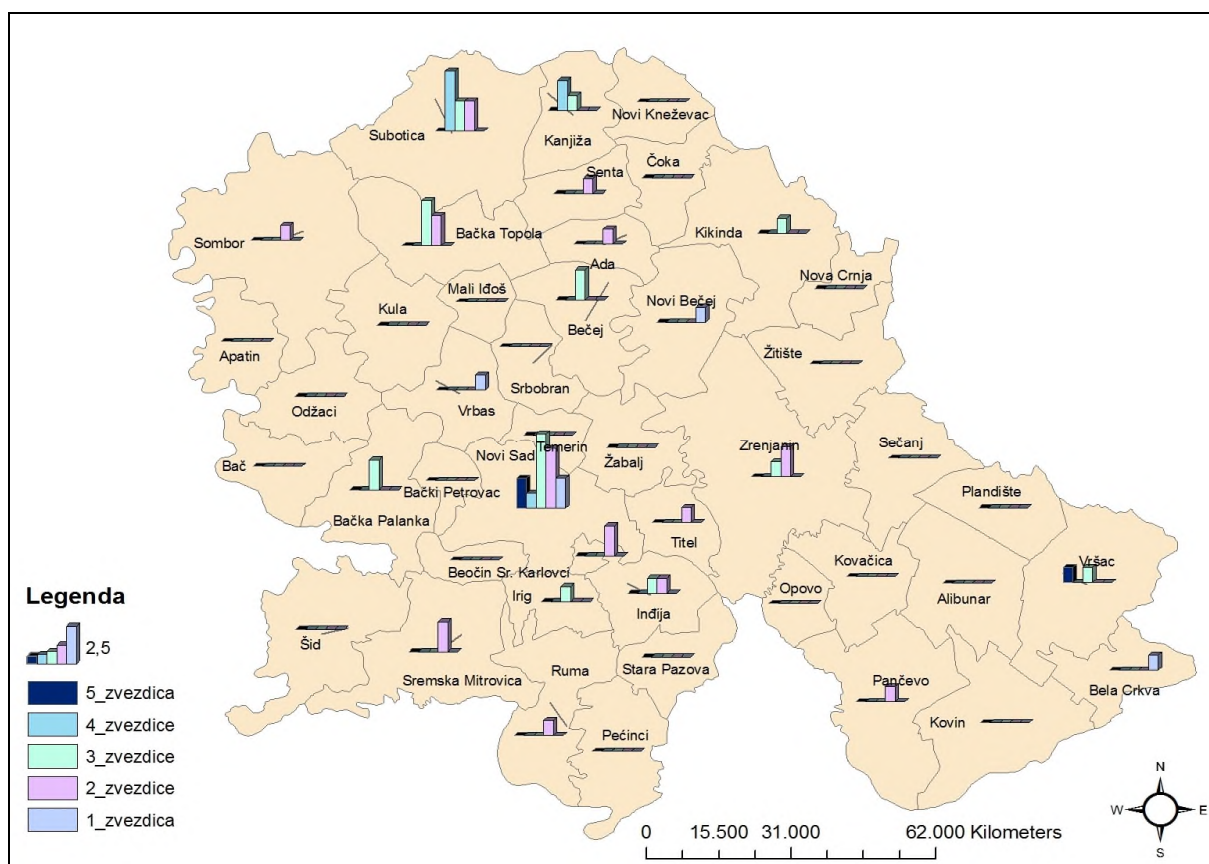 Novi Kneževac
Subotica
Kanjiža
Čoka
Senta
Bačka Topola
Kikinda
Sombor
Ada
Nova Crnja
Mali Iđoš
Novi Bečej
Kula
Bečej
Apatin
Žitište
Srbobran
Odžaci
Vrbas
Zrenjanin
Temerin
Novi Sad
Žabalj
Sečanj
Bač
Bački Petrovac
Plandište
Bačka Palanka
Titel
Vršac
Kovačica
Beočin Sr. Karlovci
Opovo
Alibunar
Irig
Inđija
Šid
Ruma
Stara Pazova
Sremska Mitrovica
Pančevo
Bela Crkva
Kovin
Pećinci
Legenda
2,5
5_zvezdica
4_zvezdice
3_zvezdice
2_zvezdice
1_zvezdica
N
W E
S
0 15.500 31.000 62.000 Kilometers